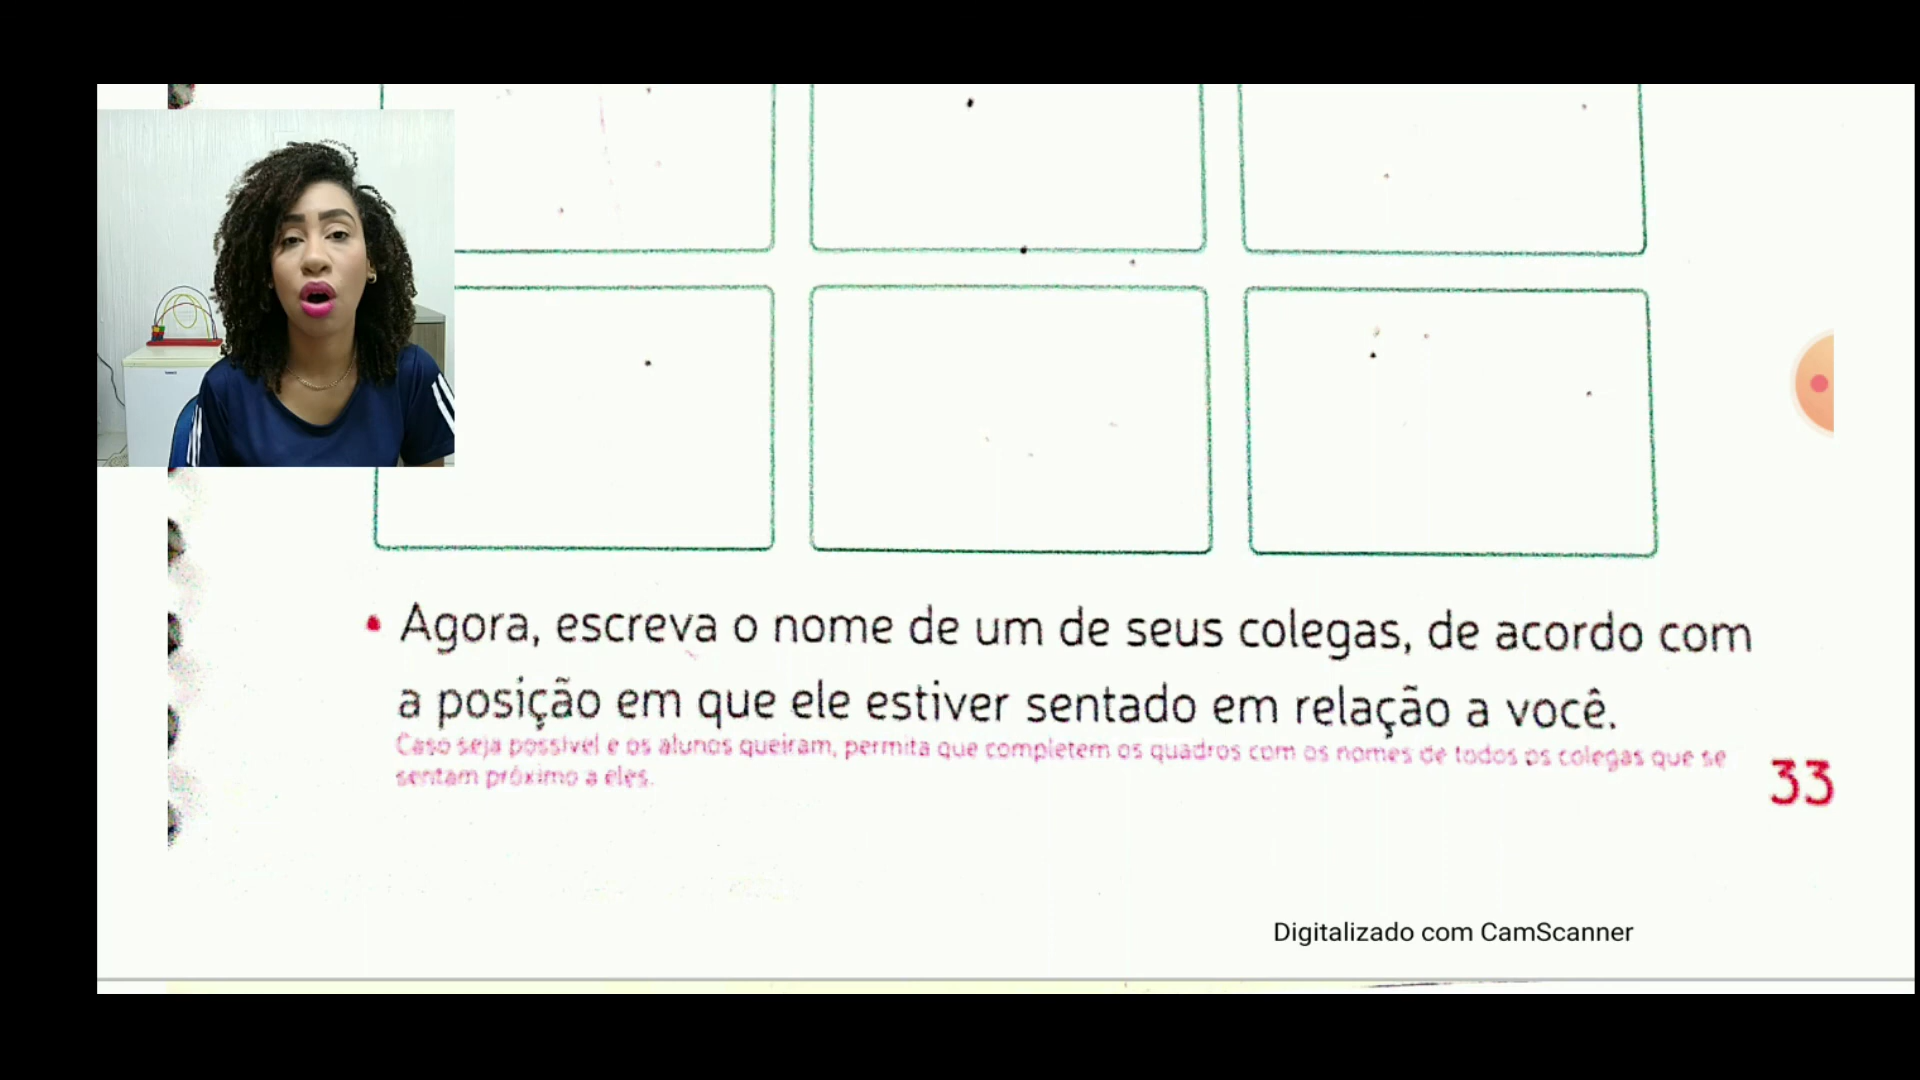 • Agora, escreva o nome de um de seus colegas, de acordo com
a posição em que ele estiver sentado em relação a você.
Caso seja possível e os alunos queiram, permita que completem os quadros com os nomes de todos os colegas que se
sentam próximo a eles.
33
Digitalizado com CamScanner